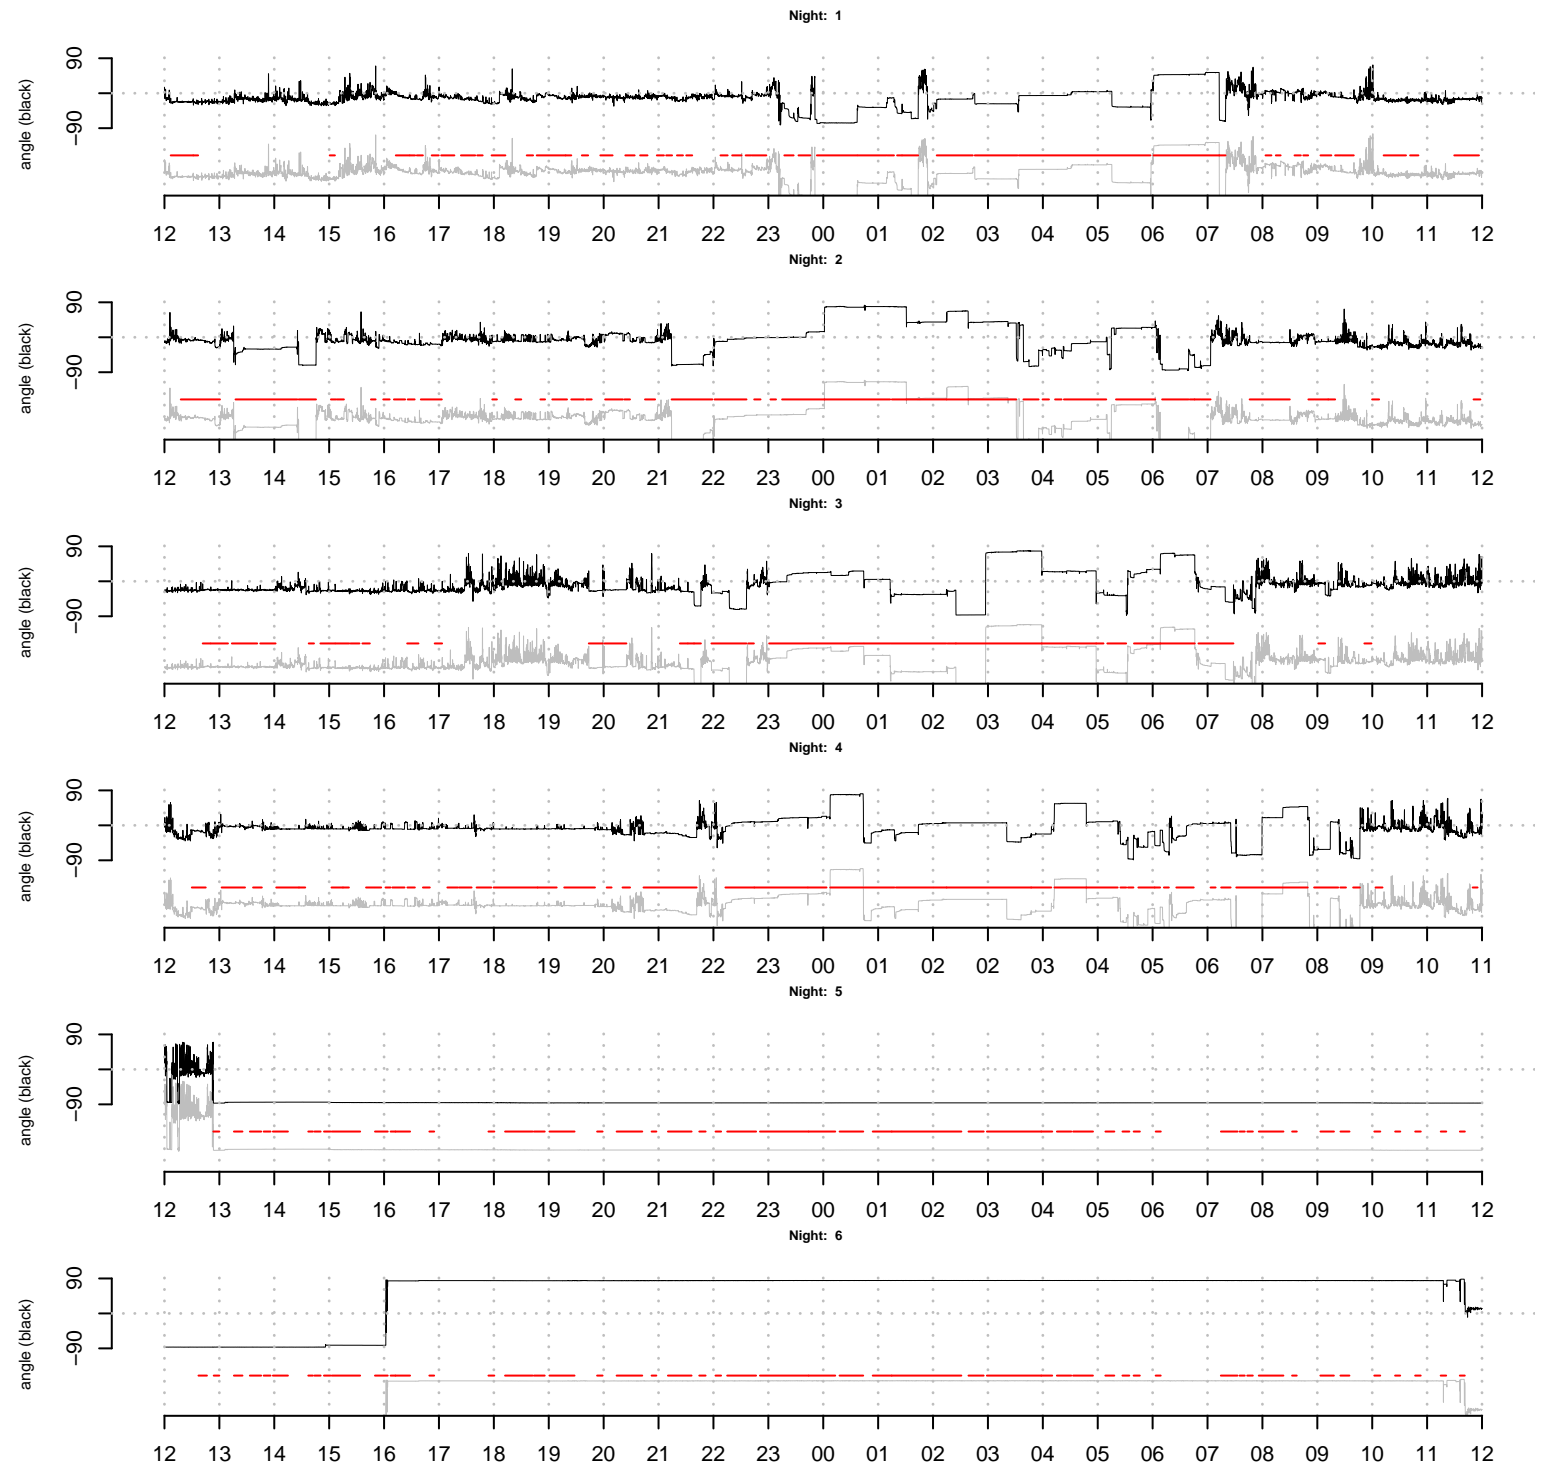 Night: 1
angle (black)
90
-90
12 13 14 15 16 17 18 19 20 21 22 23 00 01 02 03 04 05 06 07 08 09 10 11 12
Night: 2
angle (black)
90
-90
12 13 14 15 16 17 18 19 20 21 22 23 00 01 02 03 04 05 06 07 08 09 10 11 12
Night: 3
angle (black)
90
-90
12 13 14 15 16 17 18 19 20 21 22 23 00 01 02 03 04 05 06 07 08 09 10 11 12
Night: 4
angle (black)
90
-90
12 13 14 15 16 17 18 19 20 21 22 23 00 01 02 02 03 04 05 06 07 08 09 10 11
Night: 5
angle (black)
90
-90
12 13 14 15 16 17 18 19 20 21 22 23 00 01 02 03 04 05 06 07 08 09 10 11 12
Night: 6
angle (black)
90
-90
12 13 14 15 16 17 18 19 20 21 22 23 00 01 02 03 04 05 06 07 08 09 10 11 12